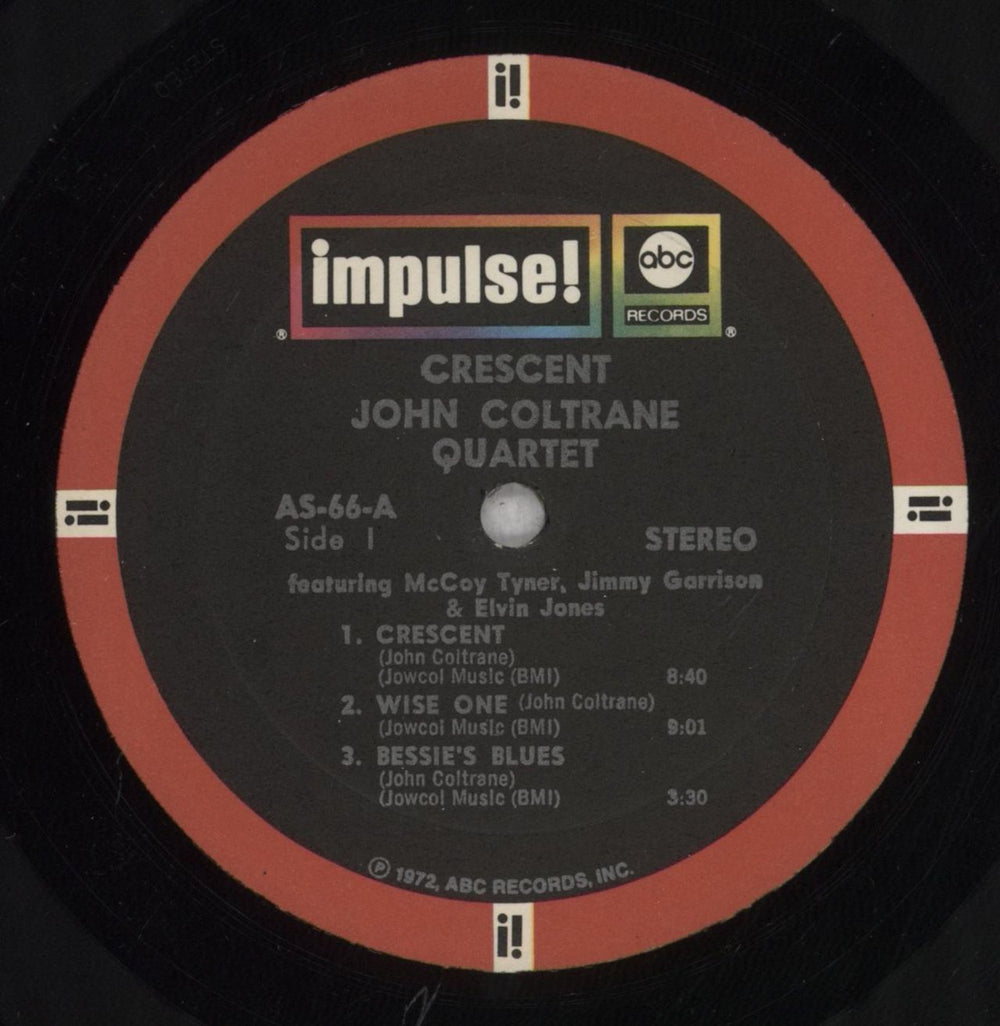 STEREO
i!
impulse!
abc
RECORDS
®
®
CRESCENT
JOHN COLTRANE
QUARTET
AS-66-A
Side 1
STEREO
featuring McCoy Tyner, Jimmy Garrison
& Elvin Jones
1. CRESCENT
(John Coltrane)
(Jowcol Music (BMI) 8:40
2. WISE ONE (John Coltrane)
(Jowcol Music (BMI) 9:01
3. BESSIE'S BLUES
(John Coltrane)
(Jowcol Music (BMI) 3:30
i!
i!
℗ 1972, ABC RECORDS, INC.
i!